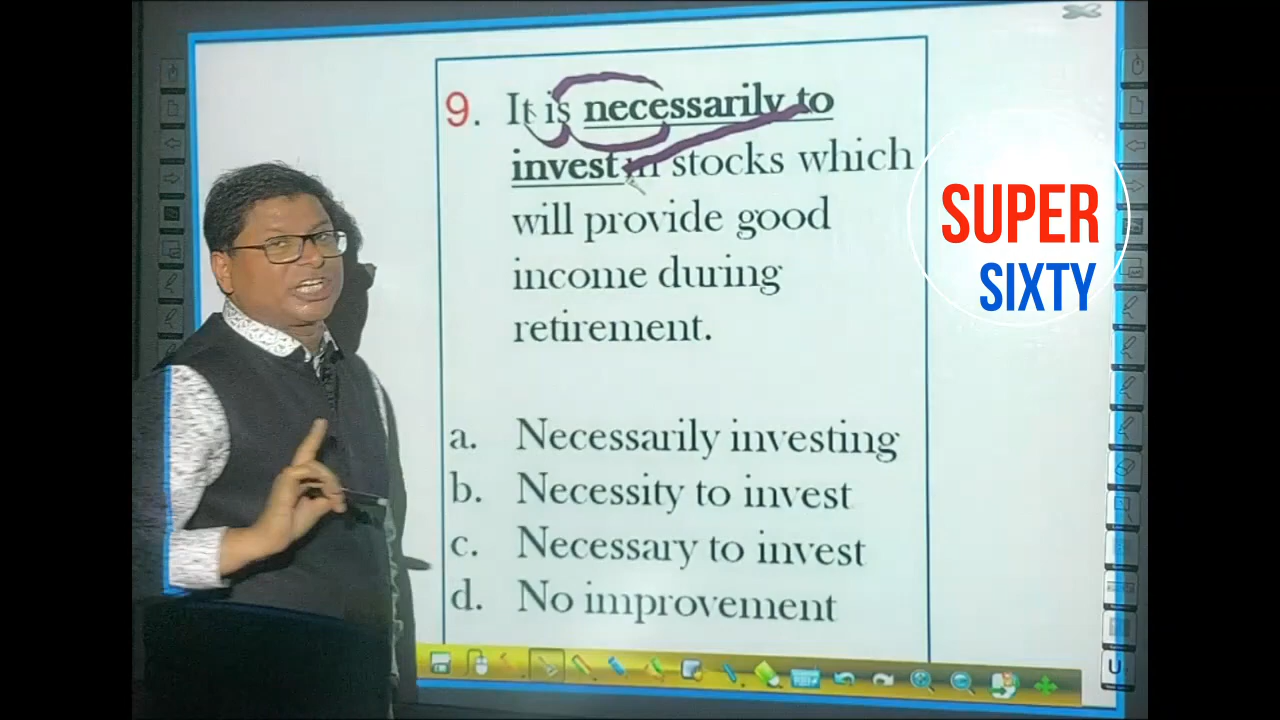 9. It is necessarily to
invest in stocks which
will provide good
income during
retirement.
a. Necessarily investing
b. Necessity to invest
c. Necessary to invest
d. No improvement
SUPER
SIXTY